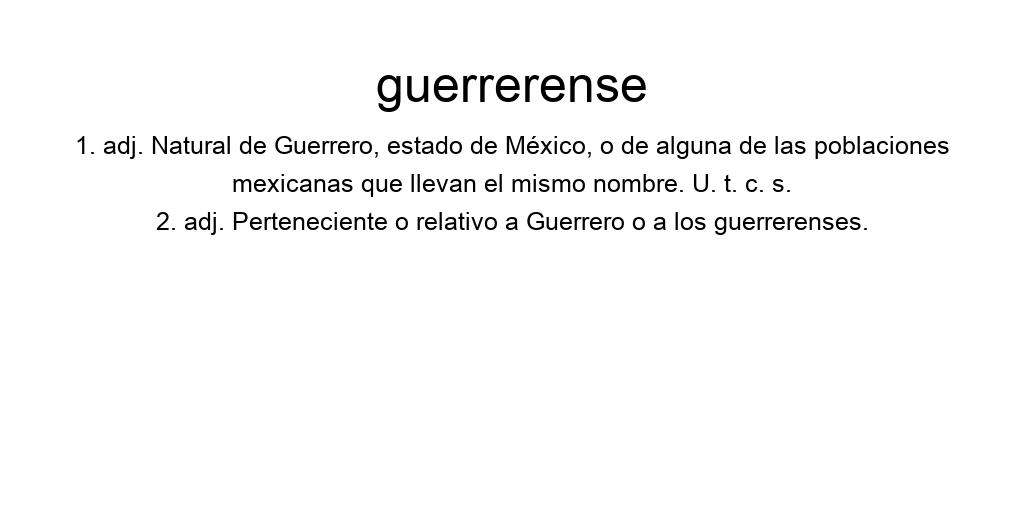 guerrerense
1. adj. Natural de Guerrero, estado de México, o de alguna de las poblaciones
mexicanas que llevan el mismo nombre. U. t. c. s.
2. adj. Perteneciente o relativo a Guerrero o a los guerrerenses.